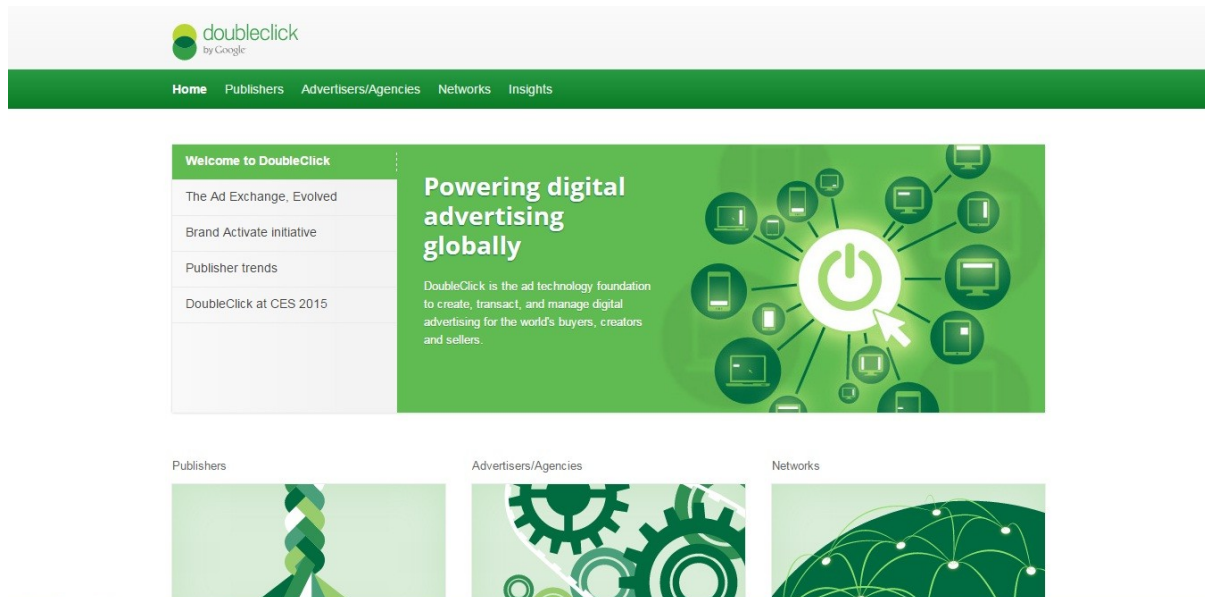 doubleclick
by Google
Home Publishers Advertisers/Agencies Networks Insights
Welcome to DoubleClick
The Ad Exchange, Evolved
Brand Activate initiative
Publisher trends
DoubleClick at CES 2015
Powering digital
advertising
globally
DoubleClick is the ad technology foundation
to create, transact, and manage digital
advertising for the world's buyers, creators
and sellers.
Publishers
Advertisers/Agencies
Networks